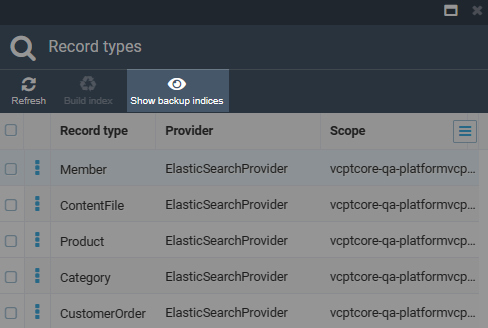 Record types
Refresh Build index Show backup indices
Record type Provider Scope
Member ElasticSearchProvider vcptcore-qa-platformvcp...
ContentFile ElasticSearchProvider vcptcore-qa-platformvcp...
Product ElasticSearchProvider vcptcore-qa-platformvcp...
Category ElasticSearchProvider vcptcore-qa-platformvcp...
CustomerOrder ElasticSearchProvider vcptcore-qa-platformvcp...